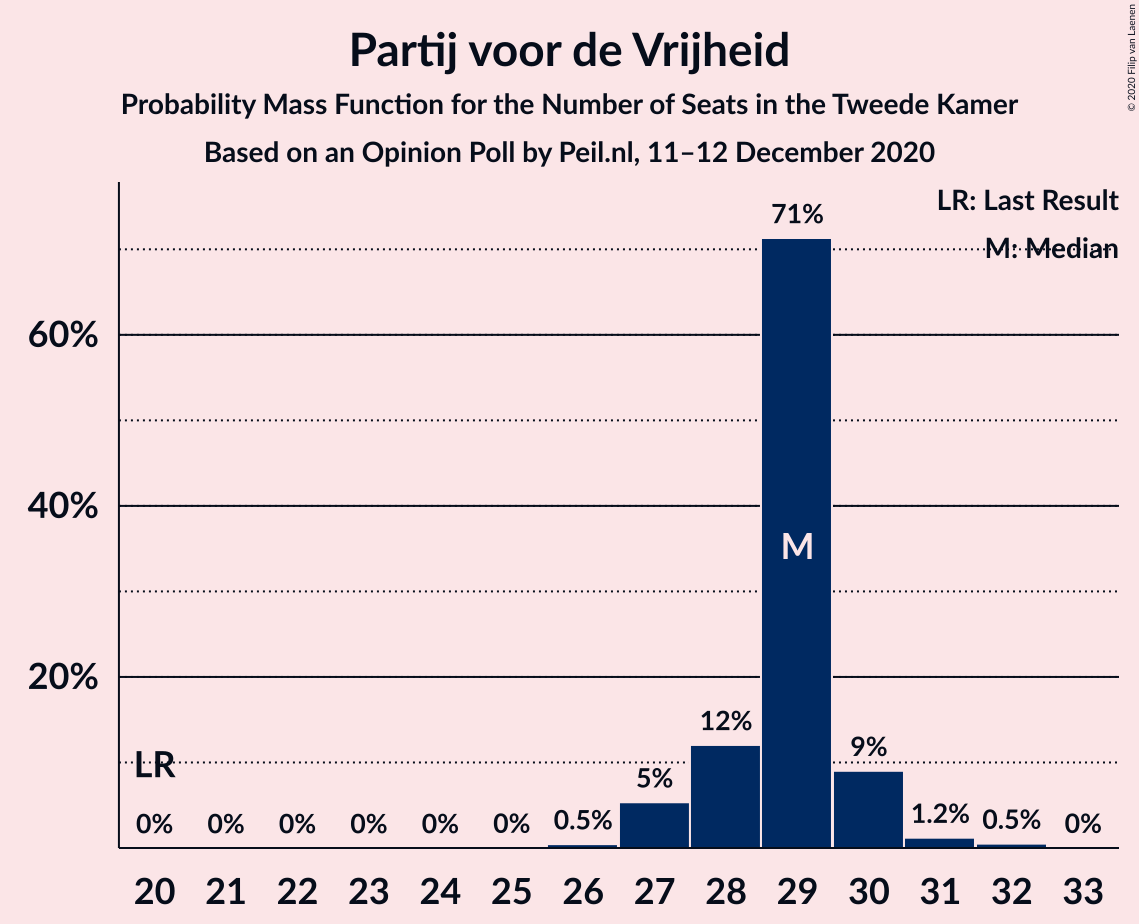 Partij voor de Vrijheid
Probability Mass Function for the Number of Seats in the Tweede Kamer
Based on an Opinion Poll by Peil.nl, 11–12 December 2020
© 2020 Filip van Laenen
LR: Last Result
M: Median
71%
60%
40%
M
20%
12%
9%
LR
5%
0% 0% 0% 0% 0% 0% 0.5% 1.2% 0.5% 0%
20 21 22 23 24 25 26 27 28 29 30 31 32 33